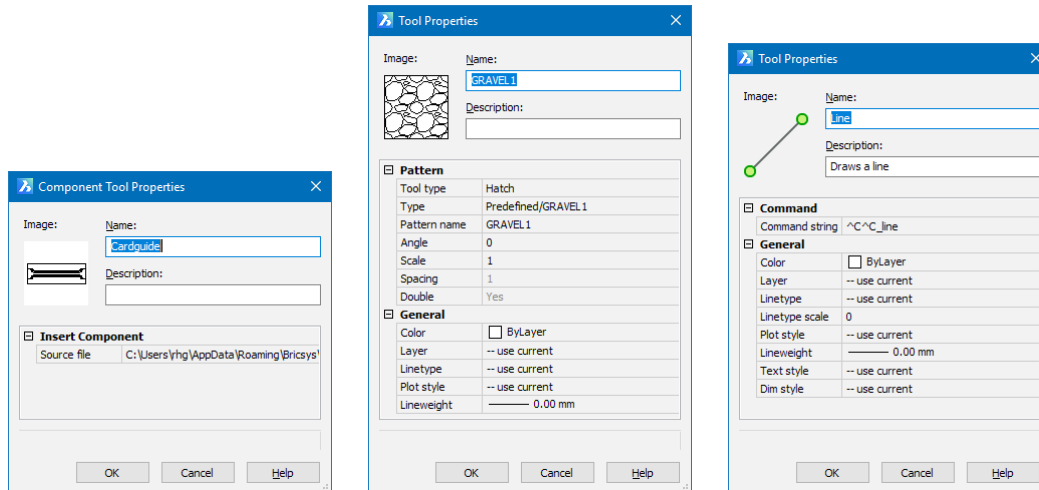 Component Tool Properties
Image:
Name:
Cardguide
Description:
Insert Component
Source file C:\Users\rhg\AppData\Roaming\Bricsys\
OK Cancel Help
Tool Properties
Image:
Name:
GRAVEL1
Description:
Pattern
Tool type Hatch
Type Predefined/GRAVEL1
Pattern name GRAVEL1
Angle 0
Scale 1
Spacing 1
Double Yes
General
Color ByLayer
Layer -- use current
Linetype -- use current
Plot style -- use current
Lineweight 0.00 mm
OK Cancel Help
Tool Properties
Image:
Name:
Line
Description:
Draws a line
Command
Command string ^C^C_line
General
Color ByLayer
Layer -- use current
Linetype -- use current
Linetype scale 0
Plot style -- use current
Lineweight 0.00 mm
Text style -- use current
Dim style -- use current
OK Cancel Help